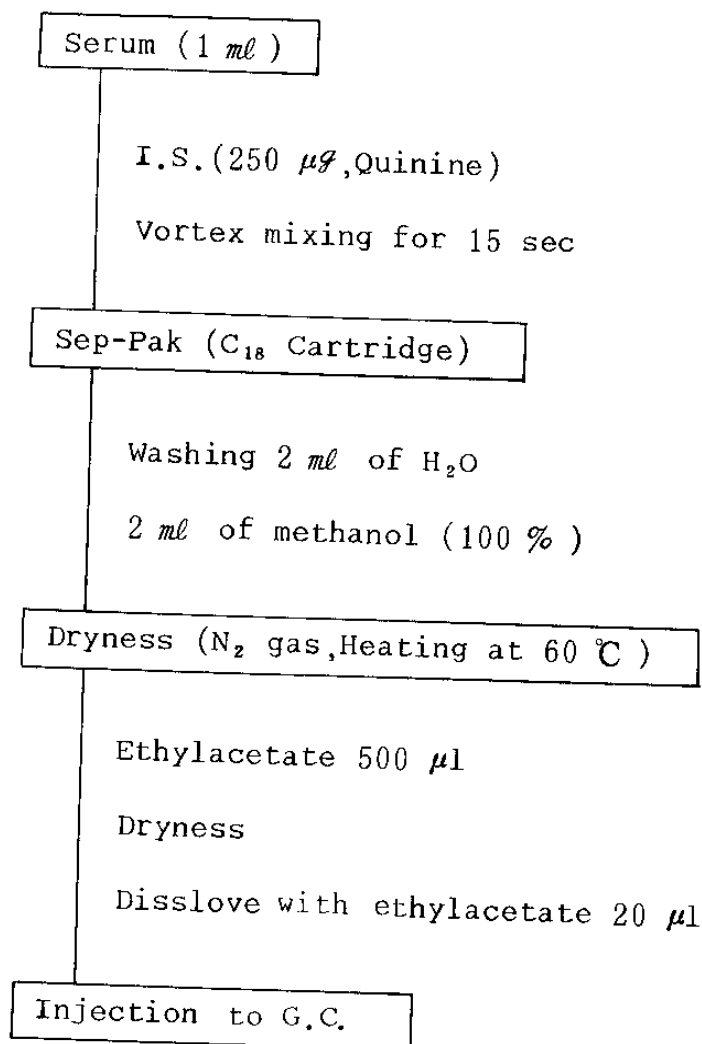 Serum (1 ㎖)
I.S.(250 μg,Quinine)
Vortex mixing for 15 sec
Sep-Pak (C₁₈ Cartridge)
Washing 2 ㎖ of H₂O
2 ㎖ of methanol (100 %)
Dryness (N₂ gas,Heating at 60 ℃)
Ethylacetate 500 μl
Dryness
Disslove with ethylacetate 20 μl
Injection to G.C.